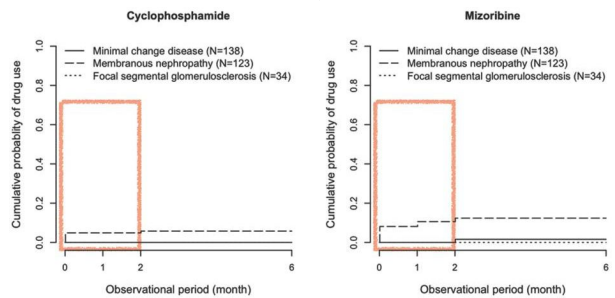 Cyclophosphamide
Cumulative probablity of drug use
1.0
0.8
0.6
0.4
0.2
0.0
Minimal change disease (N=138)
Membranous nephropathy (N=123)
Focal segmental glomerulosclerosis (N=34)
0 1 2 6
Observational period (month)
Mizoribine
Cumulative probablity of drug use
1.0
0.8
0.6
0.4
0.2
0.0
Minimal change disease (N=138)
Membranous nephropathy (N=123)
Focal segmental glomerulosclerosis (N=34)
0 1 2 6
Observational period (month)